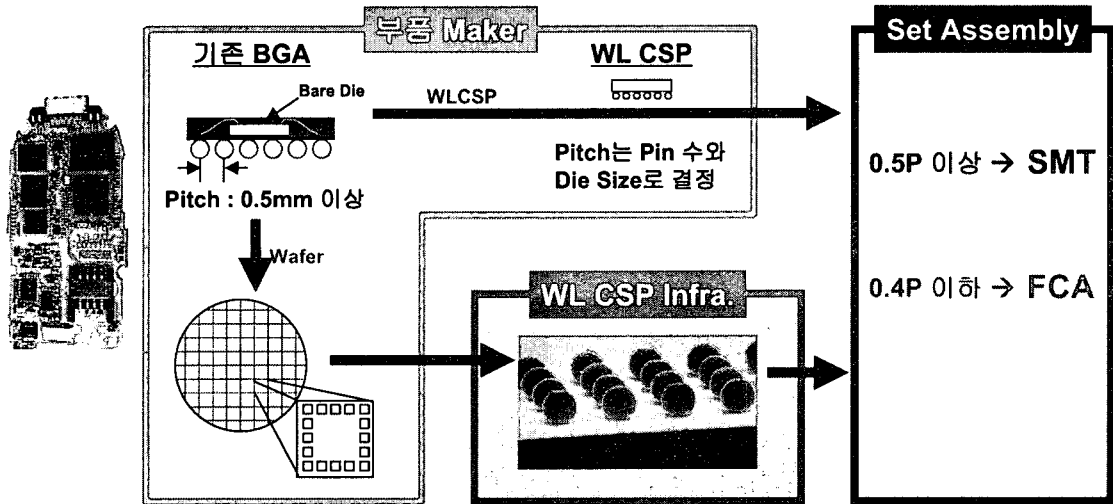 부품 Maker
기존 BGA
WL CSP
Bare Die
WLCSP
Pitch는 Pin 수와
Die Size로 결정
Pitch : 0.5mm 이상
Wafer
WL CSP Infra.
Set Assembly
0.5P 이상 → SMT
0.4P 이하 → FCA